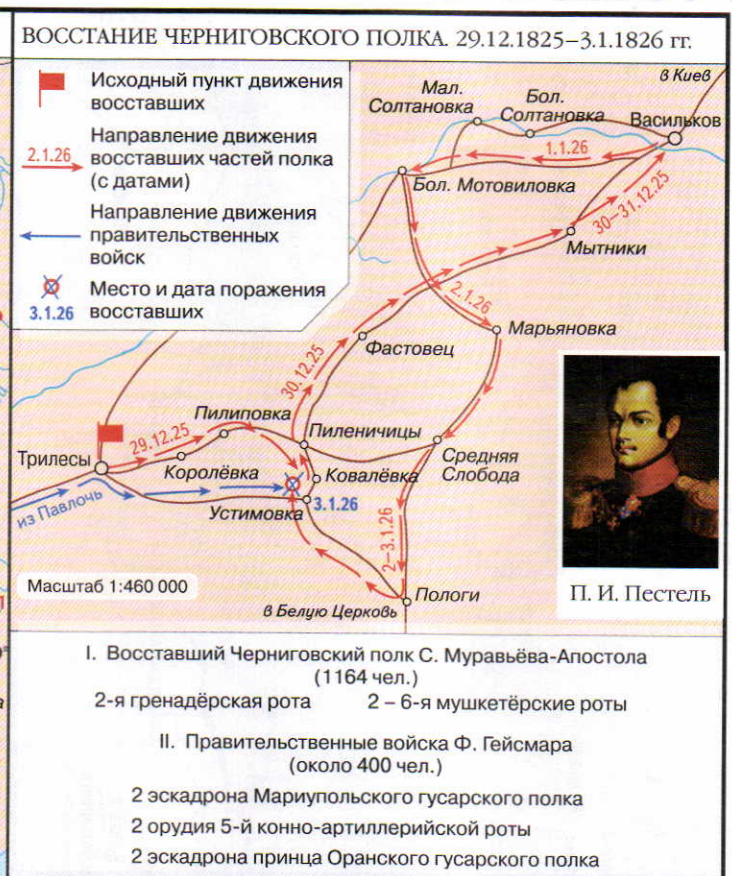 ВОССТАНИЕ ЧЕРНИГОВСКОГО ПОЛКА. 29.12.1825–3.1.1826 гг.
Исходный пункт движения
восставших
2.1.26
Направление движения
восставших частей полка
(с датами)
Направление движения
правительственных
войск
3.1.26
Место и дата поражения
восставших
в Киев
Мал.
Солтановка
Бол.
Солтановка
Васильков
1.1.26
Бол. Мотовиловка
30–31.12.25
Мытники
2.1.26
Марьяновка
Фастовец
30.12.25
Пилиповка
29.12.25
Пиленичицы
Трилесы
Королёвка
Ковалёвка
Средняя
Слобода
из Павлочь
Устимовка
3.1.26
2–3.1.26
Масштаб 1:460 000
Пологи
в Белую Церковь
П. И. Пестель
I. Восставший Черниговский полк С. Муравьёва-Апостола
(1164 чел.)
2-я гренадёрская рота 2 – 6-я мушкетёрские роты
II. Правительственные войска Ф. Гейсмара
(около 400 чел.)
2 эскадрона Мариупольского гусарского полка
2 орудия 5-й конно-артиллерийской роты
2 эскадрона принца Оранского гусарского полка